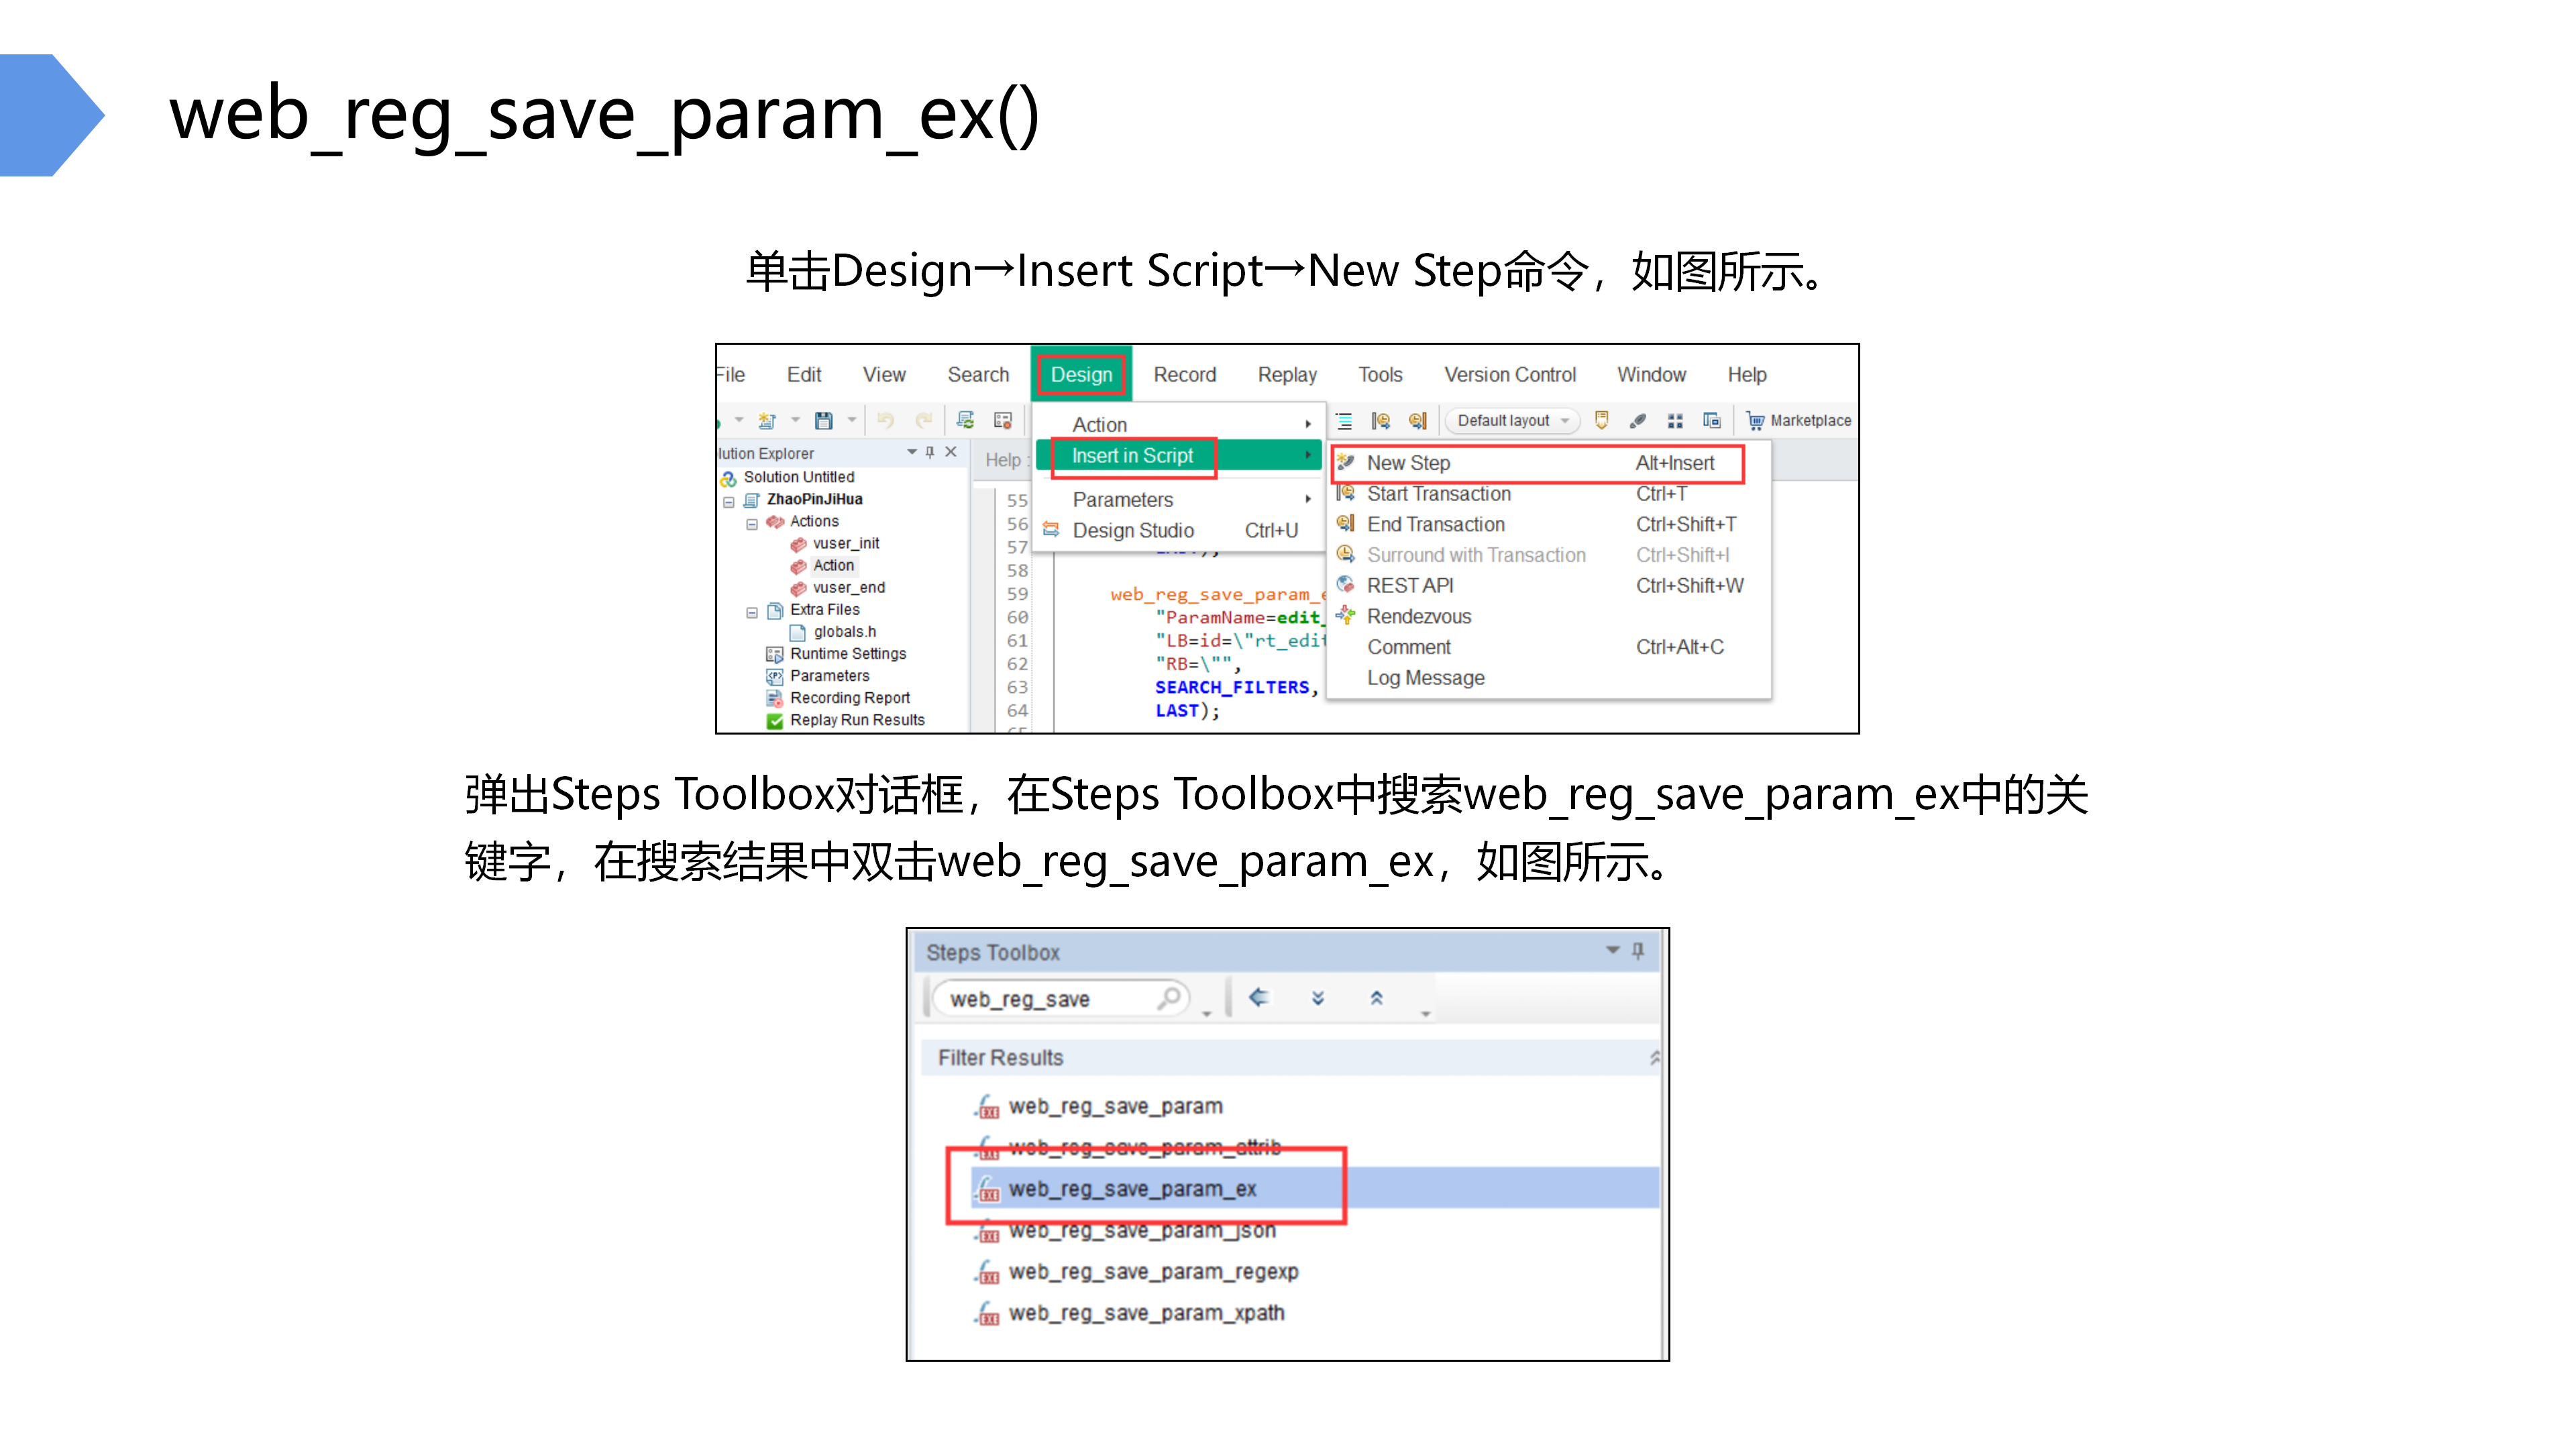 web_reg_save_param_ex()
单击Design→Insert Script→New Step命令，如图所示。
File Edit View Search Design Record Replay Tools Version Control Window Help
Default layout Marketplace
lution Explorer
Solution Untitled
ZhaoPinJiHua
Actions
vuser_init
Action
vuser_end
Extra Files
globals.h
Runtime Settings
Parameters
Recording Report
Replay Run Results
Help :
Action
Insert in Script
Parameters
Design Studio Ctrl+U
New Step Alt+Insert
Start Transaction Ctrl+T
End Transaction Ctrl+Shift+T
Surround with Transaction Ctrl+Shift+I
REST API Ctrl+Shift+W
Rendezvous
Comment Ctrl+Alt+C
Log Message
55
56
57
58
59 web_reg_save_param_e
60 "ParamName=edit_
61 "LB=id=\"rt_edit
62 "RB=\"",
63 SEARCH_FILTERS,
64 LAST);
弹出Steps Toolbox对话框，在Steps Toolbox中搜索web_reg_save_param_ex中的关
键字，在搜索结果中双击web_reg_save_param_ex，如图所示。
Steps Toolbox
web_reg_save
Filter Results
web_reg_save_param
web_reg_save_param_attrib
web_reg_save_param_ex
web_reg_save_param_json
web_reg_save_param_regexp
web_reg_save_param_xpath